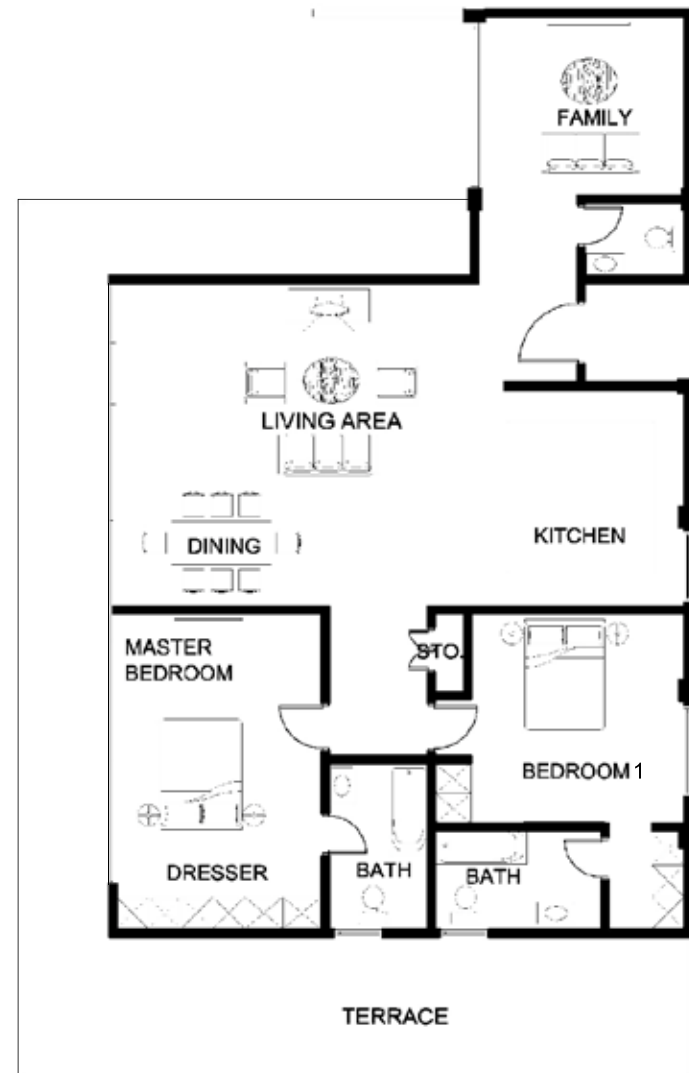 FAMILY
LIVING AREA
KITCHEN
DINING
MASTER
BEDROOM
STO.
BEDROOM 1
DRESSER
BATH
BATH
TERRACE